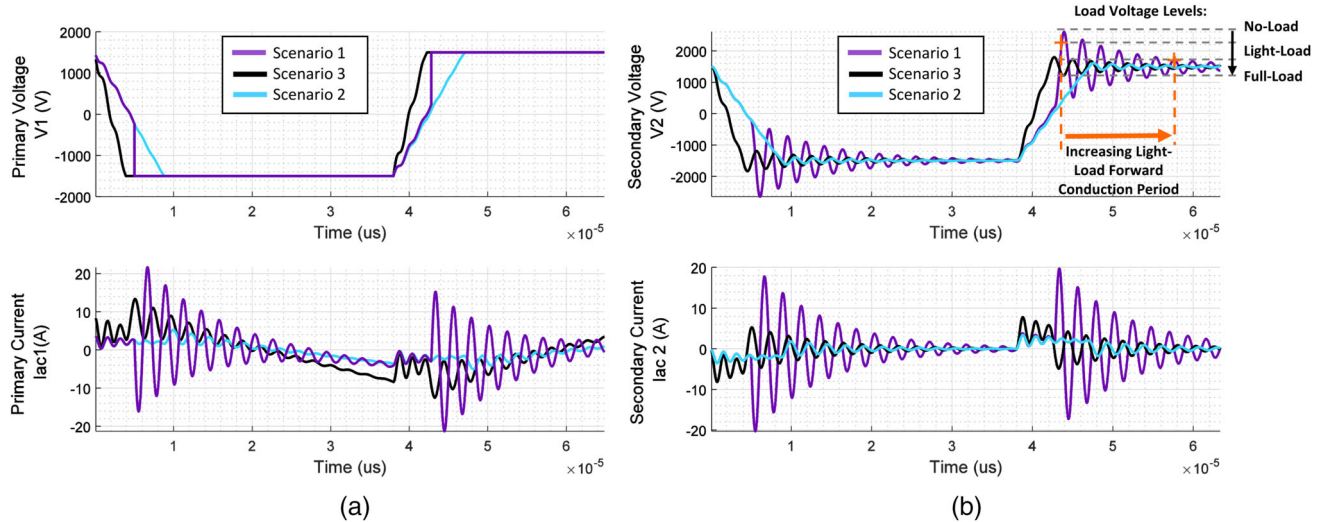 Primary Voltage
V1 (V)
2000
1000
0
-1000
-2000
Scenario 1
Scenario 3
Scenario 2
1
2
3
4
5
6
Time (us)
×10⁻⁵
Primary Current
Iac1(A)
20
10
0
-10
-20
1
2
3
4
5
6
Time (us)
×10⁻⁵
(a)
Secondary Voltage
V2 (V)
2000
1000
0
-1000
-2000
Scenario 1
Scenario 3
Scenario 2
Load Voltage Levels:
No-Load
Light-Load
Full-Load
Increasing Light-
Load Forward
Conduction Period
1
2
3
4
5
6
Time (us)
×10⁻⁵
Secondary Current
Iac 2 (A)
20
10
0
-10
-20
1
2
3
4
5
6
Time (us)
×10⁻⁵
(b)